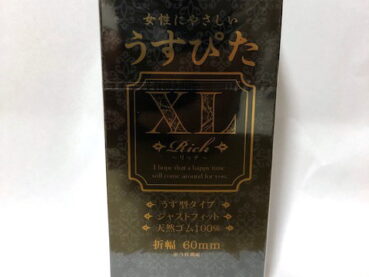 女性にやさしい
うすぴた
XL
Rich
～リッチ～
I hope that a happy time
will come around for you.
うす型タイプ
ジャストフィット
天然ゴム100%
折幅 60mm